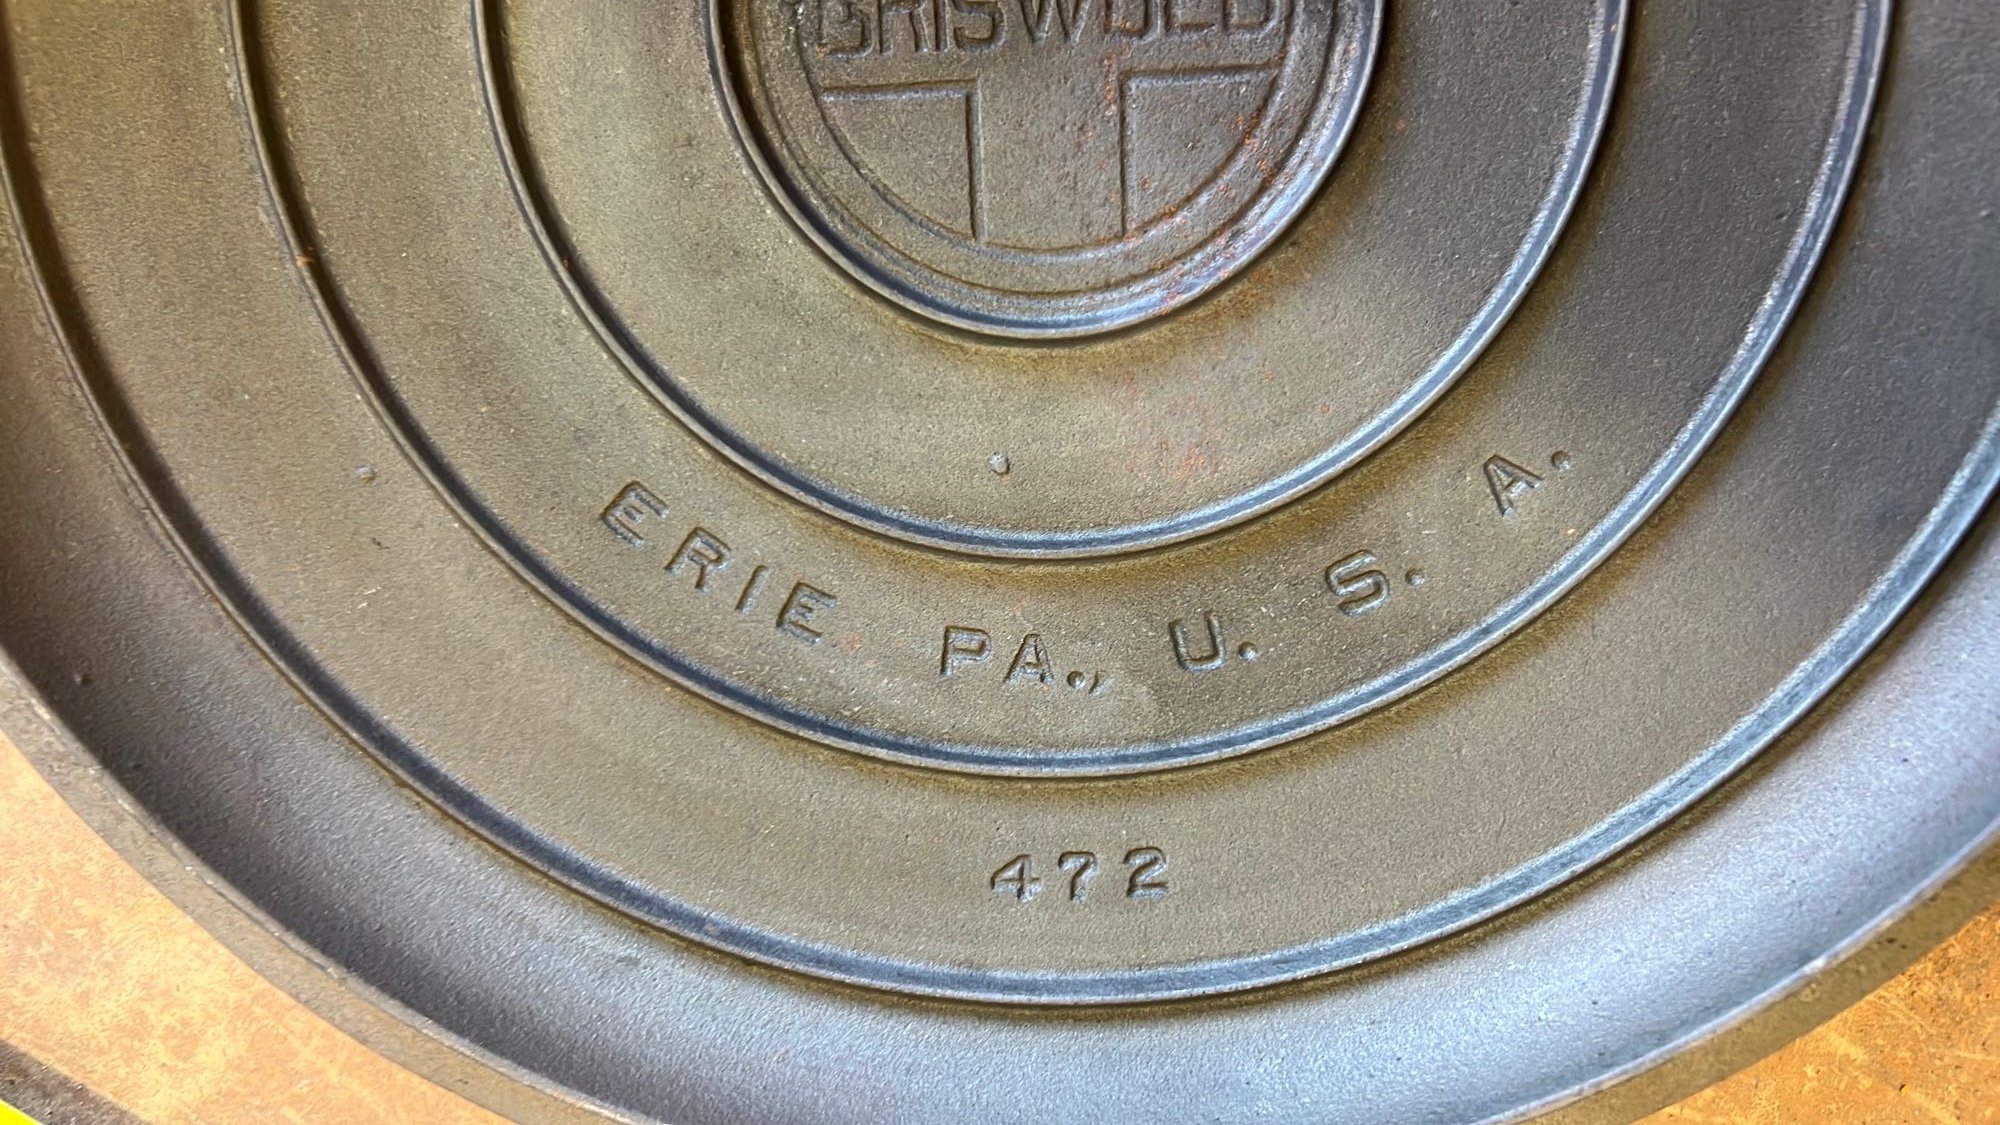 GRISWOLD
ERIE PA., U. S. A.
472